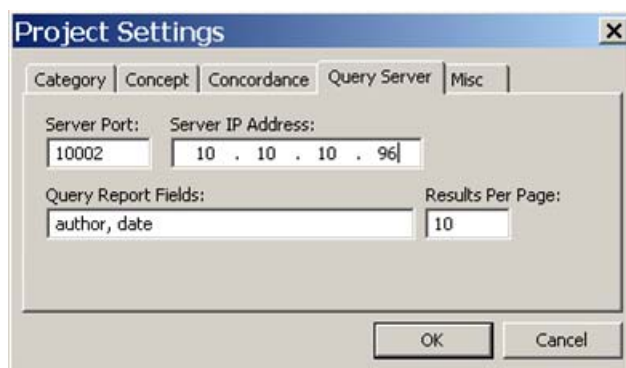 Project Settings
Category Concept Concordance Query Server Misc
Server Port: Server IP Address:
10002 10 . 10 . 10 . 96
Query Report Fields: Results Per Page:
author, date 10
OK Cancel